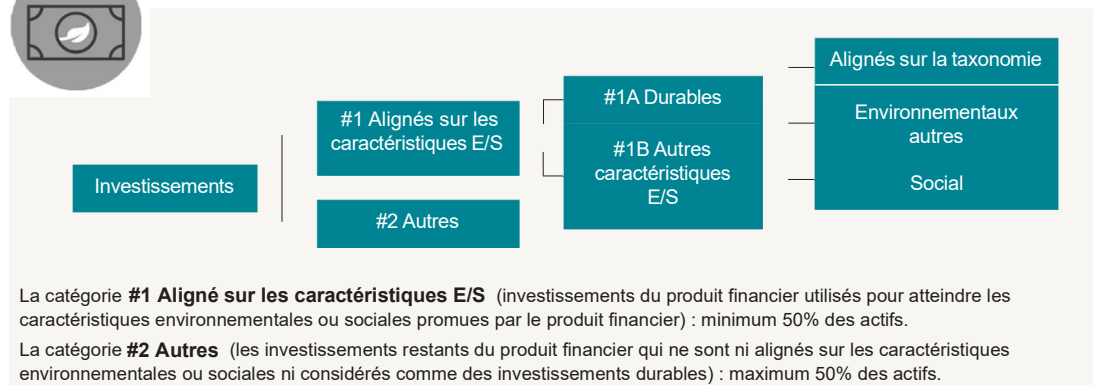 Investissements
#1 Alignés sur les
caractéristiques E/S
#2 Autres
#1A Durables
#1B Autres
caractéristiques
E/S
Alignés sur la taxonomie
Environnementaux
autres
Social
La catégorie #1 Aligné sur les caractéristiques E/S (investissements du produit financier utilisés pour atteindre les
caractéristiques environnementales ou sociales promues par le produit financier) : minimum 50% des actifs.
La catégorie #2 Autres (les investissements restants du produit financier qui ne sont ni alignés sur les caractéristiques
environnementales ou sociales ni considérés comme des investissements durables) : maximum 50% des actifs.